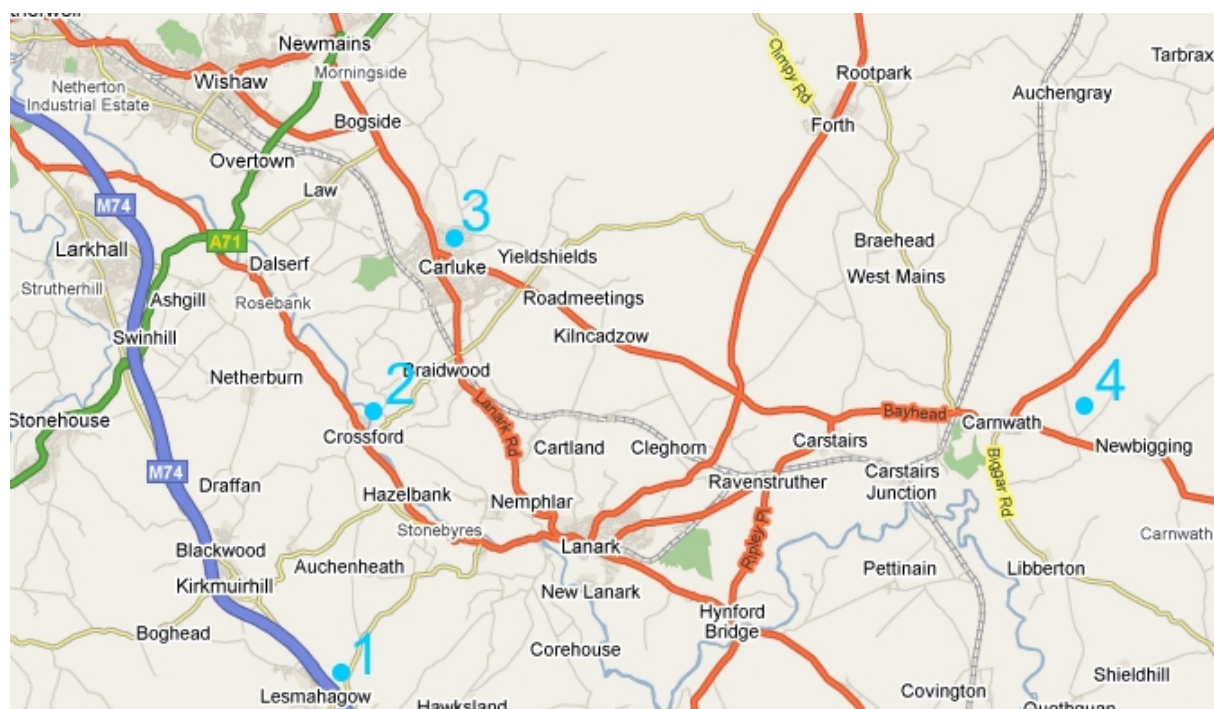 Newmains
Tarbrax
Wishaw
Morningside
Climpy Rd
Rootpark
Netherton
Industrial Estate
Auchengray
Bogside
Forth
Overtown
Law
M74
3
A71
Larkhall
Dalserf
Carluke
Yieldshields
Braehead
West Mains
Strutherhill
Ashgill
Rosebank
Roadmeetings
Swinhill
Kilncadzow
Netherburn
2
Braidwood
4
Stonehouse
Crossford
Lanark Rd
Cartland
Cleghorn
Carstairs
Bayhead
Carnwath
Newbigging
M74
Draffan
Hazelbank
Nemphlar
Ravenstruther
Carstairs
Junction
Biggar Rd
Stonebyres
Blackwood
Lanark
Ripley Pl
Carnwath
Kirkmuirhill
Auchenheath
New Lanark
Pettinain
Libberton
Boghead
Hynford
Bridge
1
Corehouse
Shieldhill
Lesmahagow
Hawksland
Covington
Quothquan